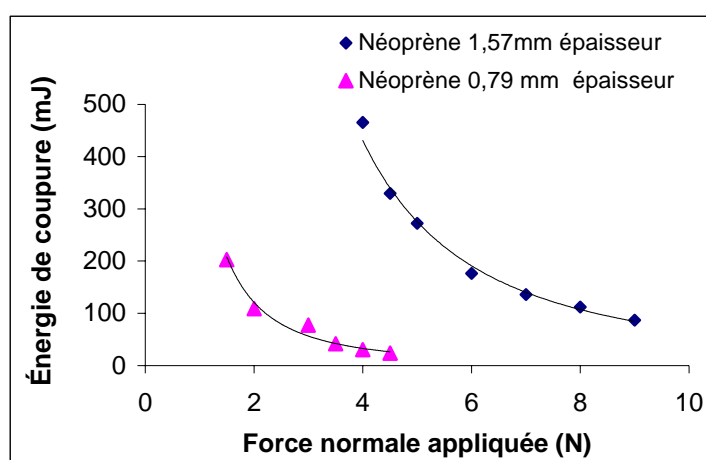 Néoprène 1,57mm épaisseur
Néoprène 0,79 mm épaisseur
Énergie de coupure (mJ)
500
400
300
200
100
0
0 2 4 6 8 10
Force normale appliquée (N)